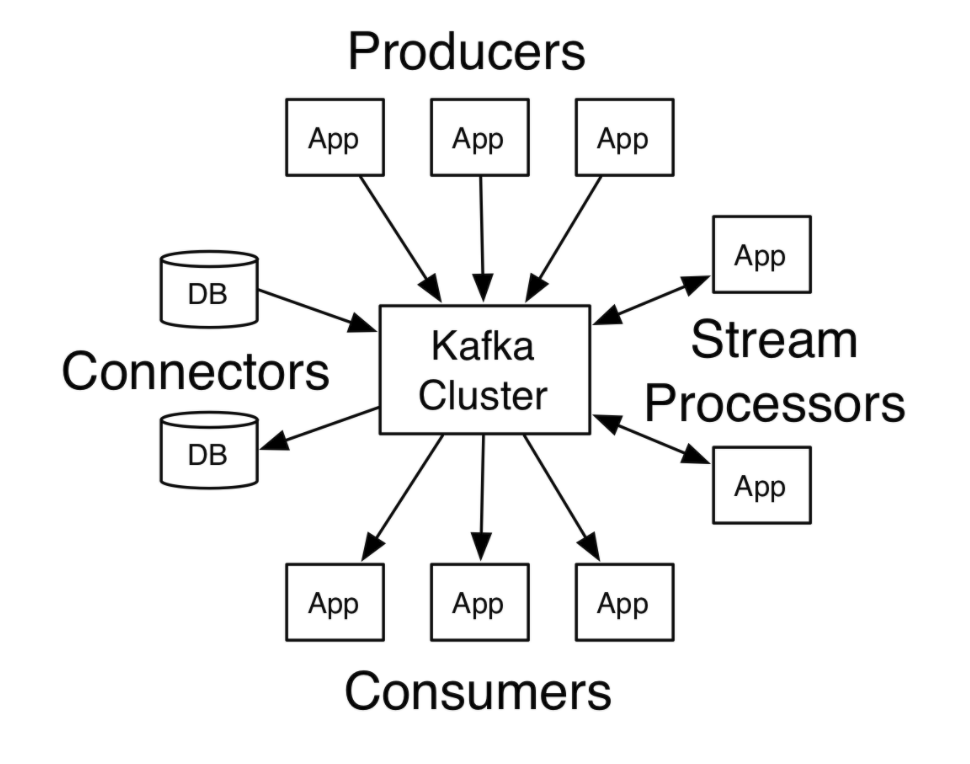 Producers
App
App
App
DB
App
Connectors
Kafka
Cluster
Stream
Processors
DB
App
App
App
App
Consumers